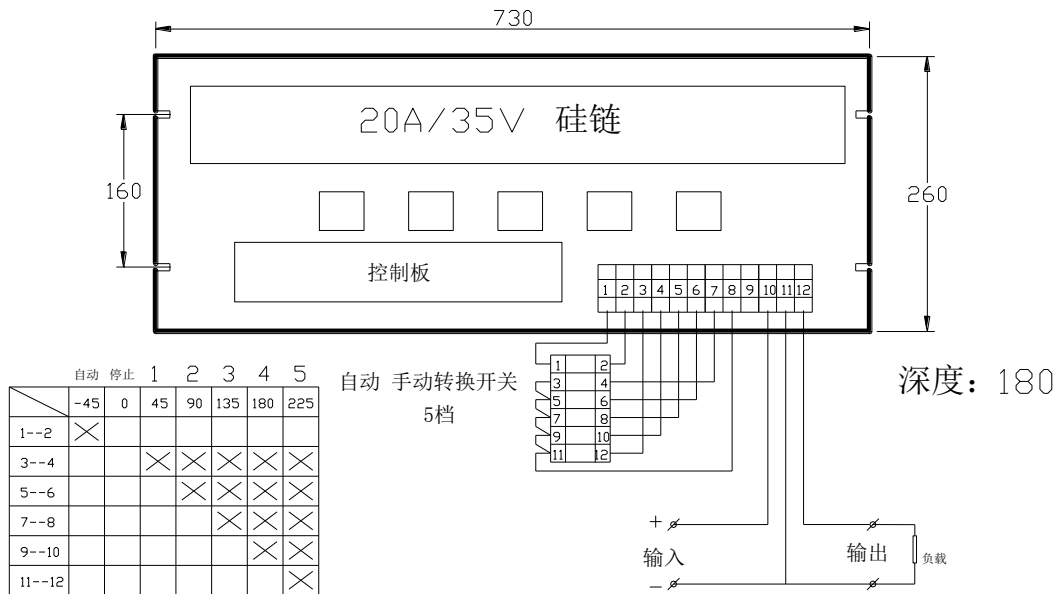 730
20A/35V 硅链
160
260
控制板
1 2 3 4 5 6 7 8 9 10 11 12
自动 停止 1 2 3 4 5
-45 0 45 90 135 180 225
1--2
3--4
5--6
7--8
9--10
11--12
自动 手动转换开关
5档
1 2
3 4
5 6
7 8
9 10
11 12
深度: 180
+
输入
-
输出
负载